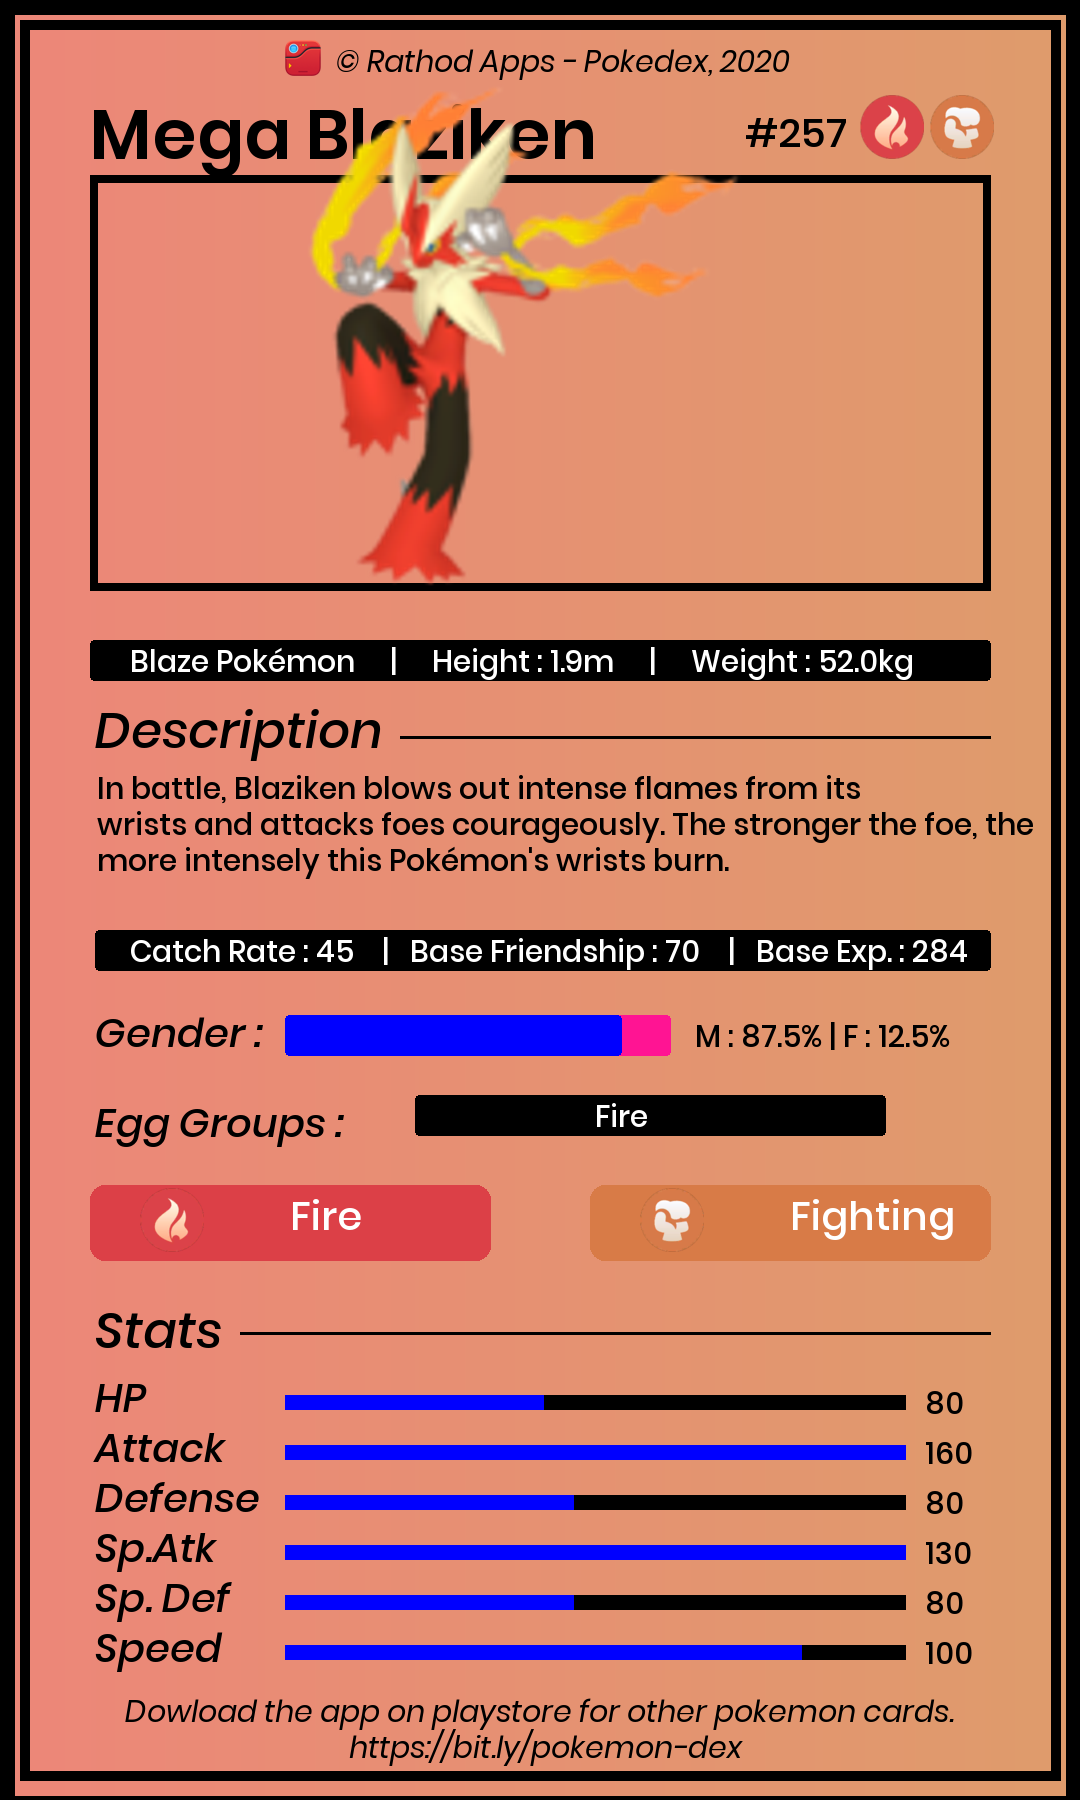 © Rathod Apps - Pokedex, 2020
Mega Blaziken #257
Blaze Pokémon | Height : 1.9m | Weight : 52.0kg
Description
In battle, Blaziken blows out intense flames from its
wrists and attacks foes courageously. The stronger the foe, the
more intensely this Pokémon's wrists burn.
Catch Rate : 45 | Base Friendship : 70 | Base Exp. : 284
Gender : M : 87.5% | F : 12.5%
Egg Groups : Fire
Fire Fighting
Stats
HP 80
Attack 160
Defense 80
Sp.Atk 130
Sp. Def 80
Speed 100
Dowload the app on playstore for other pokemon cards.
https://bit.ly/pokemon-dex